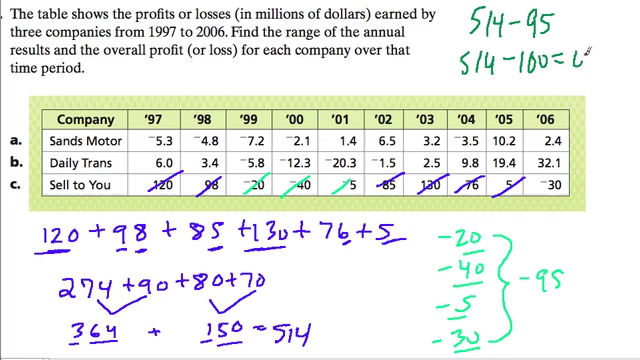 The table shows the profits or losses (in millions of dollars) earned by
three companies from 1997 to 2006. Find the range of the annual
results and the overall profit (or loss) for each company over that
time period.
514 - 95
514 - 100 =
Company '97 '98 '99 '00 '01 '02 '03 '04 '05 '06
a. Sands Motor ⁻5.3 ⁻4.8 ⁻7.2 ⁻2.1 1.4 6.5 3.2 ⁻3.5 10.2 2.4
b. Daily Trans 6.0 3.4 ⁻5.8 ⁻12.3 ⁻20.3 ⁻1.5 2.5 9.8 19.4 32.1
c. Sell to You 120 98 ⁻20 ⁻40 ⁻5 85 130 76 5 ⁻30
120 + 98 + 85 + 130 + 76 + 5
274 + 90 + 80 + 70
364 + 150 = 514
- 20
- 40
- 5
- 30
- 95